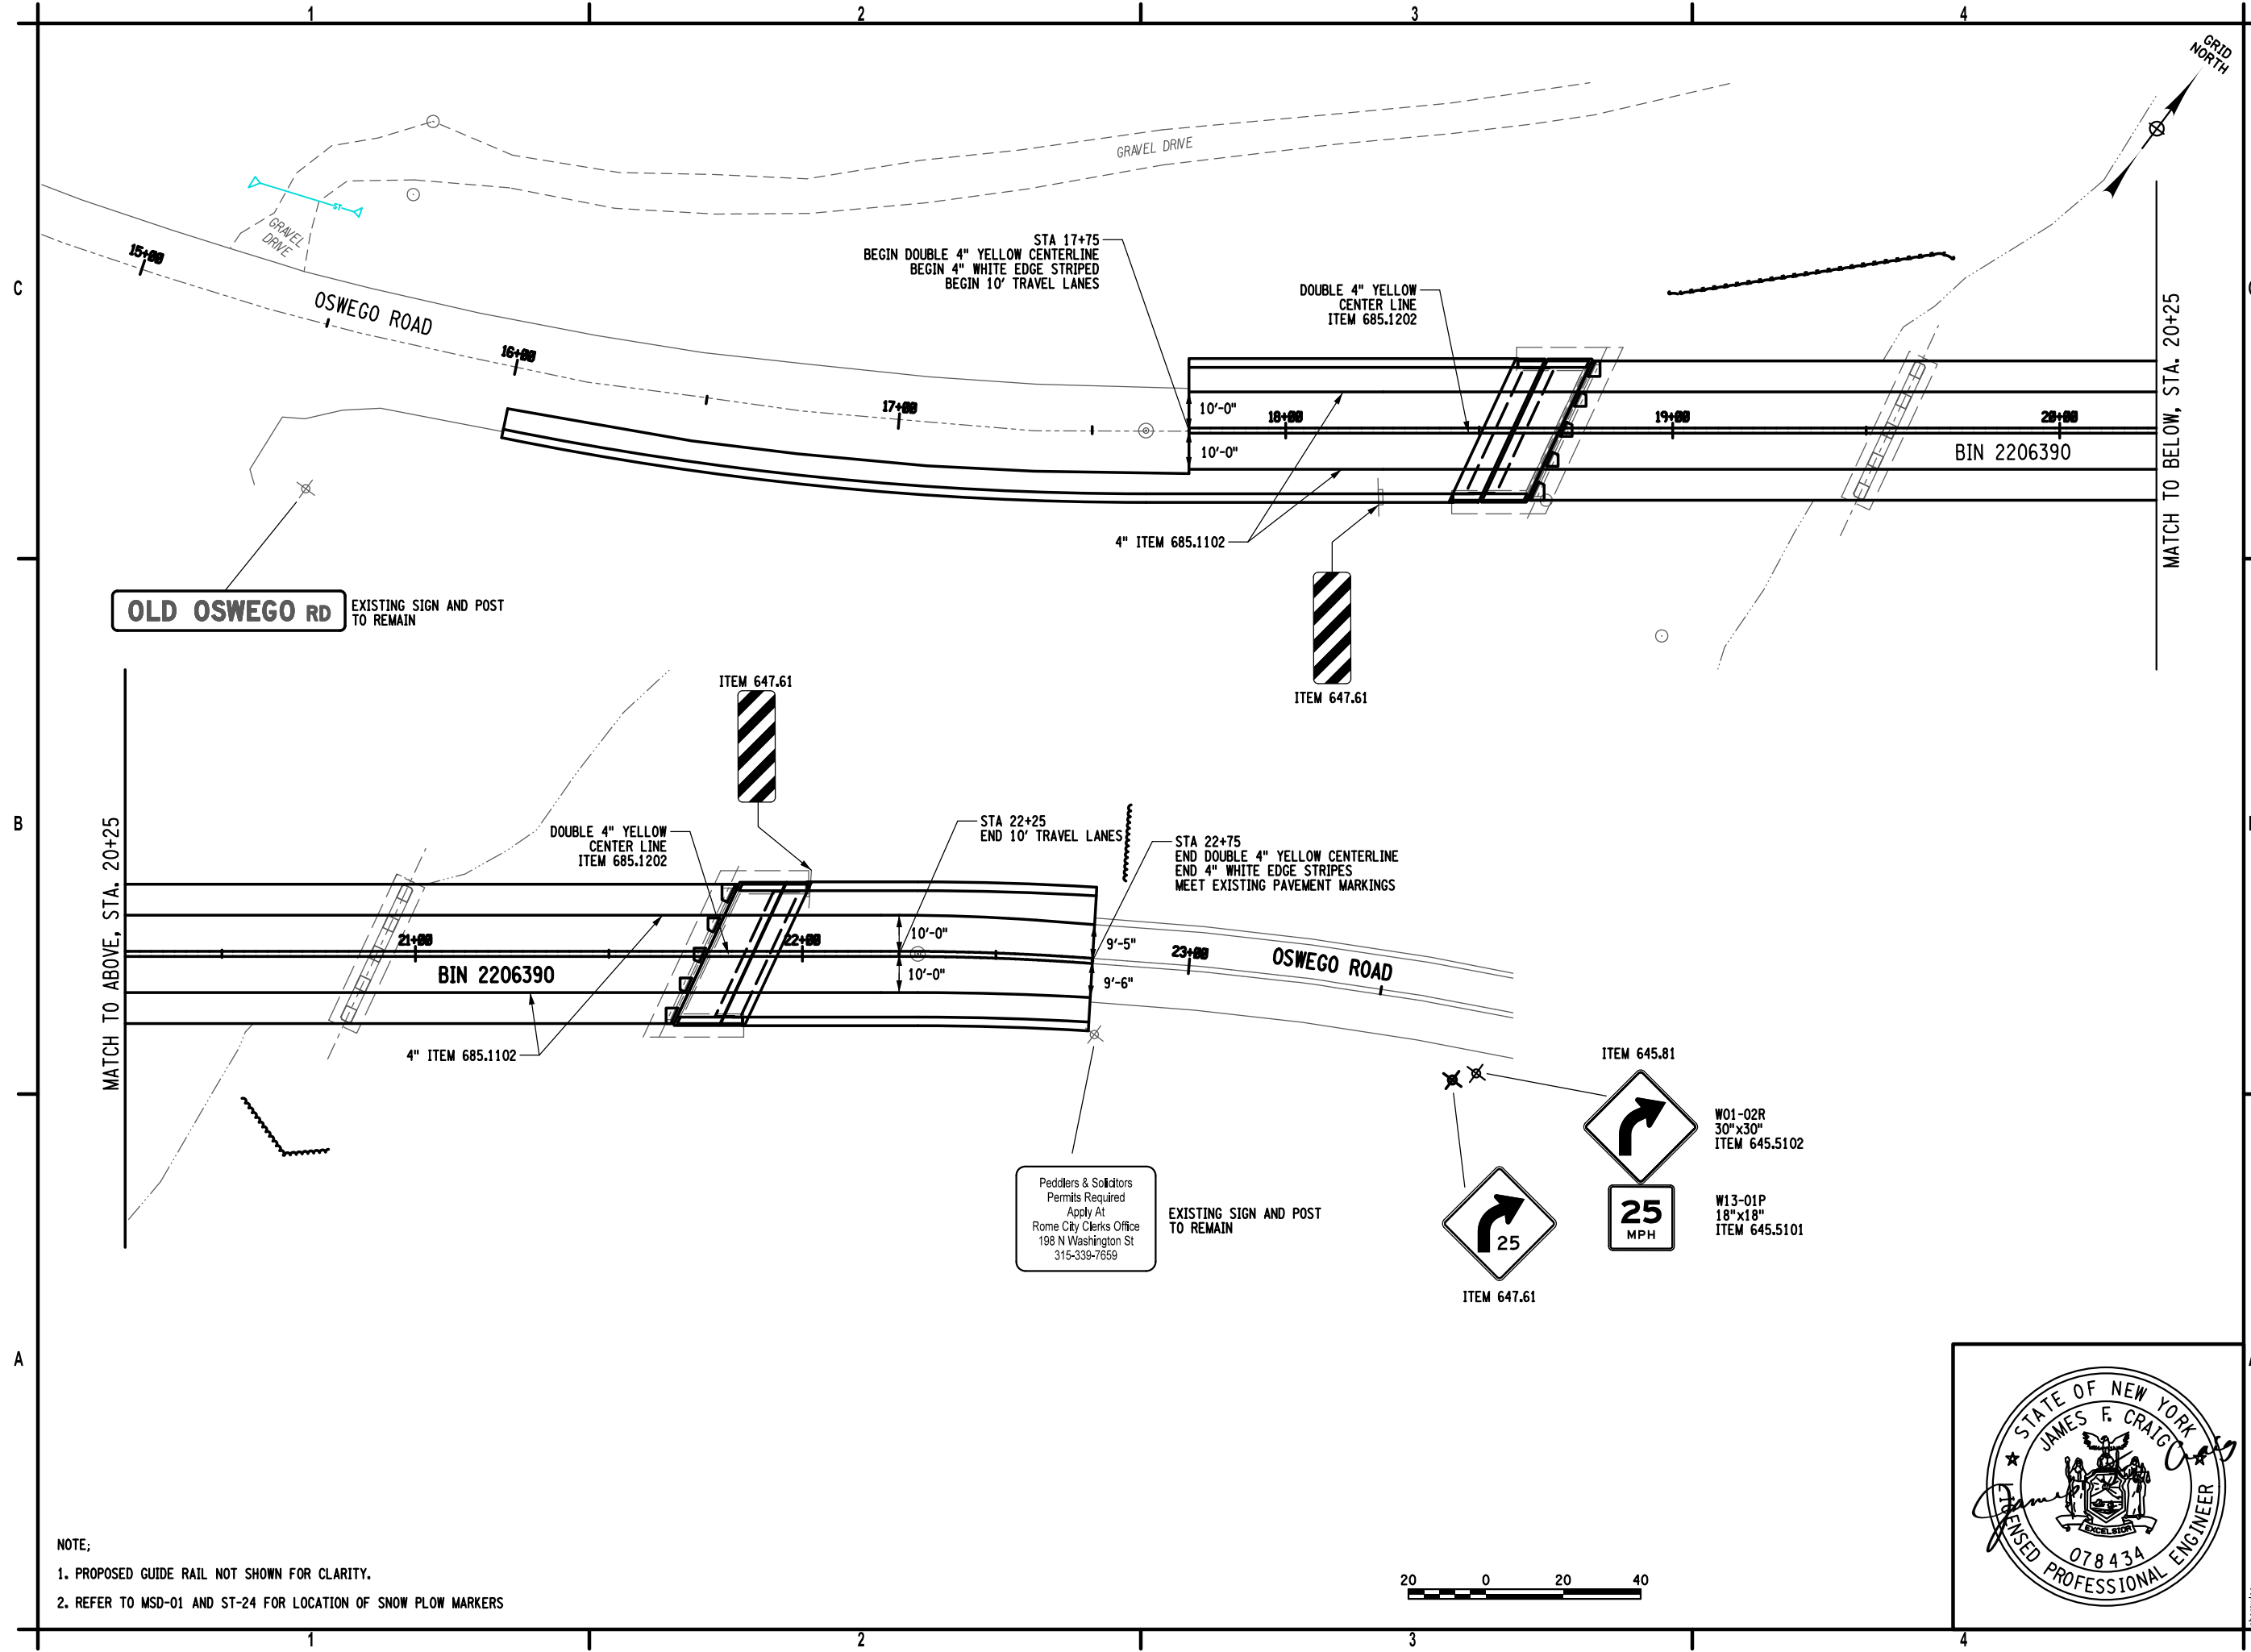 1 2 3 4
GRID
NORTH
GRAVEL DRIVE
ST
GRAVEL
DRIVE
15+00
OSWEGO ROAD
16+00
17+00
STA 17+75
BEGIN DOUBLE 4" YELLOW CENTERLINE
BEGIN 4" WHITE EDGE STRIPED
BEGIN 10' TRAVEL LANES
C
DOUBLE 4" YELLOW
CENTER LINE
ITEM 685.1202
10'-0"
10'-0"
18+00
19+00
20+00
BIN 2206390
MATCH TO BELOW, STA. 20+25
4" ITEM 685.1102
OLD OSWEGO RD
EXISTING SIGN AND POST
TO REMAIN
ITEM 647.61
ITEM 647.61
B
MATCH TO ABOVE, STA. 20+25
DOUBLE 4" YELLOW
CENTER LINE
ITEM 685.1202
STA 22+25
END 10' TRAVEL LANES
STA 22+75
END DOUBLE 4" YELLOW CENTERLINE
END 4" WHITE EDGE STRIPES
MEET EXISTING PAVEMENT MARKINGS
21+00
BIN 2206390
22+00
10'-0"
10'-0"
9'-5"
9'-6"
23+00
OSWEGO ROAD
4" ITEM 685.1102
ITEM 645.81
W01-02R
30"x30"
ITEM 645.5102
25
MPH
W13-01P
18"x18"
ITEM 645.5101
25
ITEM 647.61
Peddlers & Solicitors
Permits Required
Apply At
Rome City Clerks Office
198 N Washington St
315-339-7659
EXISTING SIGN AND POST
TO REMAIN
A
STATE OF NEW YORK
JAMES F. CRAIG
James Craig
EXCELSIOR
078434
LICENSED PROFESSIONAL ENGINEER
NOTE;
1. PROPOSED GUIDE RAIL NOT SHOWN FOR CLARITY.
2. REFER TO MSD-01 AND ST-24 FOR LOCATION OF SNOW PLOW MARKERS
20 0 20 40
1 2 3 4